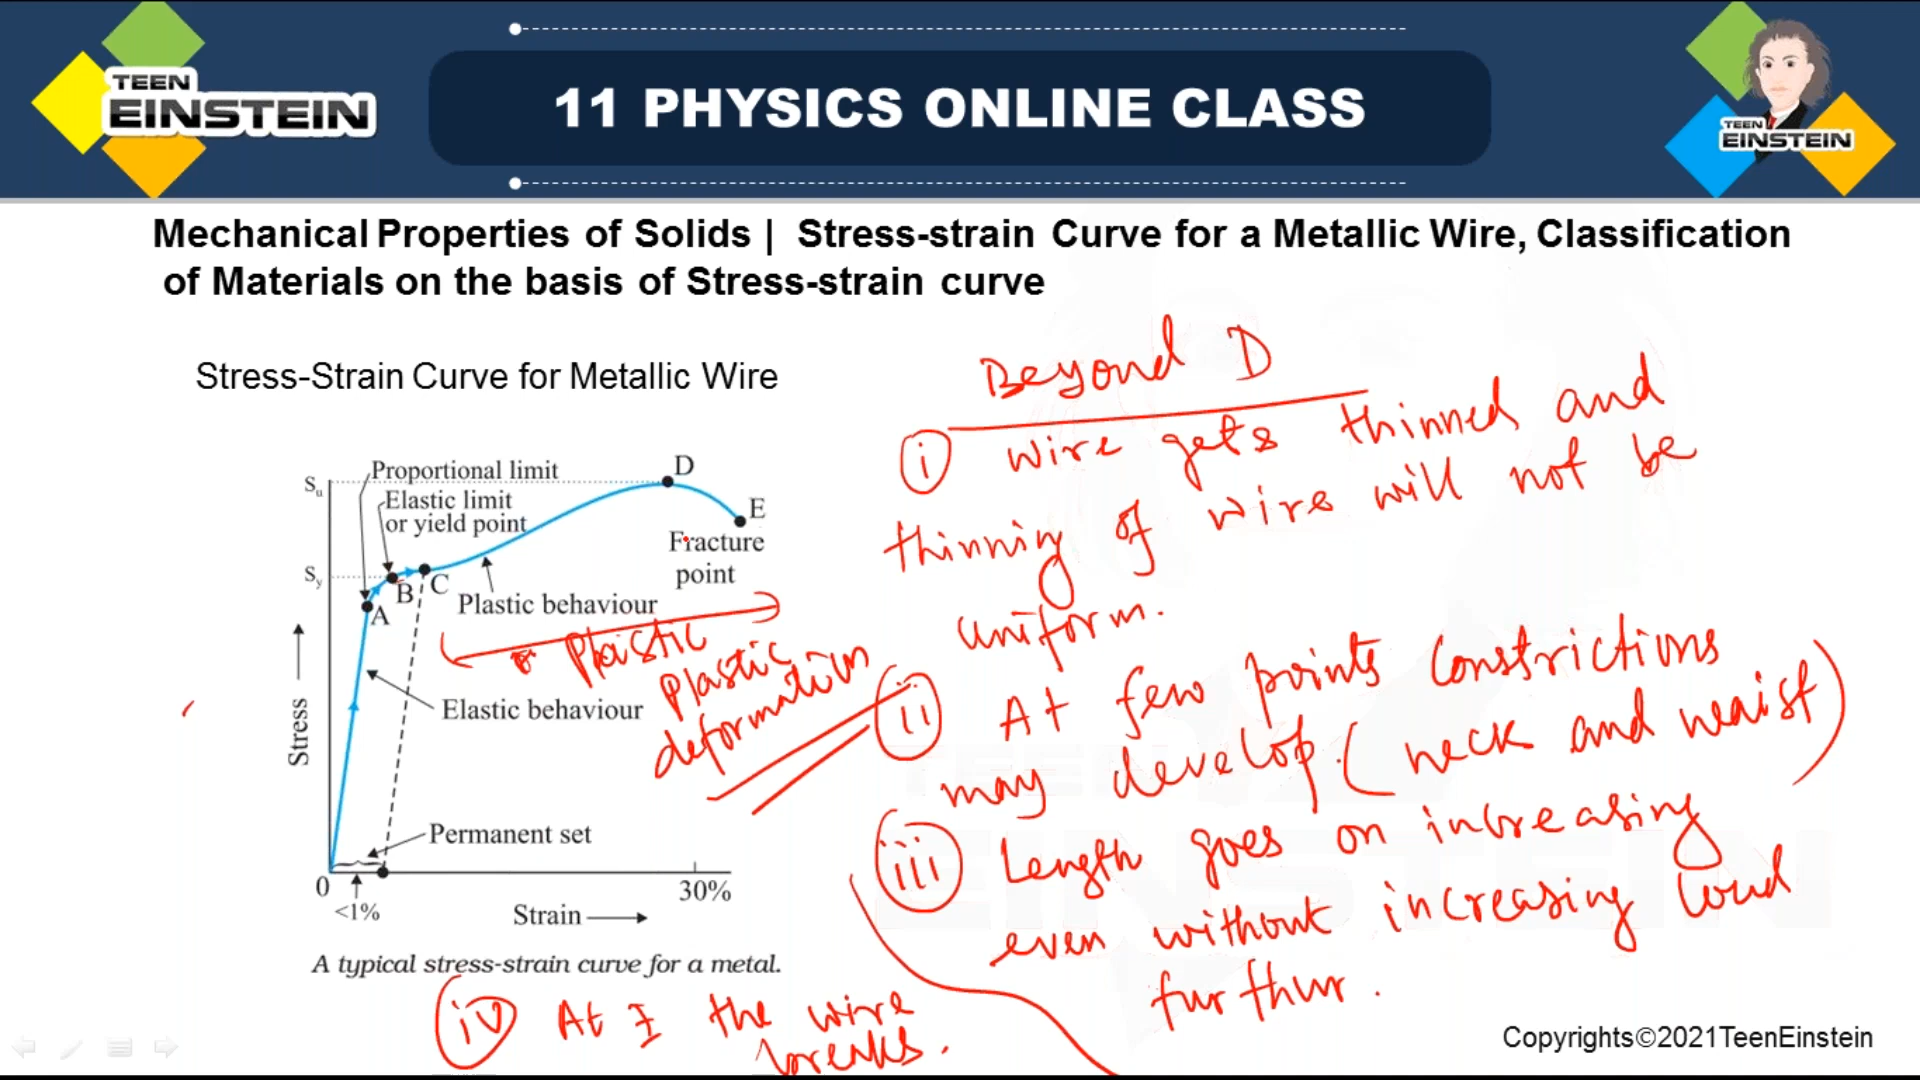 TEEN
EINSTEIN
11 PHYSICS ONLINE CLASS
TEEN
EINSTEIN
Mechanical Properties of Solids | Stress-strain Curve for a Metallic Wire, Classification
of Materials on the basis of Stress-strain curve
Stress-Strain Curve for Metallic Wire
Proportional limit
Elastic limit
or yield point
Su
Sy
A
B
C
D
E
Fracture
point
Plastic behaviour
Plastic
Plastic
deformation
Elastic behaviour
Permanent set
Stress
0
<1%
30%
Strain
A typical stress-strain curve for a metal.
Beyond D
(i) wire gets thinned and
thinning of wire will not be
uniform.
(ii) At few points constrictions
may develop. (neck and waist)
(iii) Length goes on increasing
even without increasing load
furthur.
(iv) At E the wire
breaks.
Copyrights©2021TeenEinstein